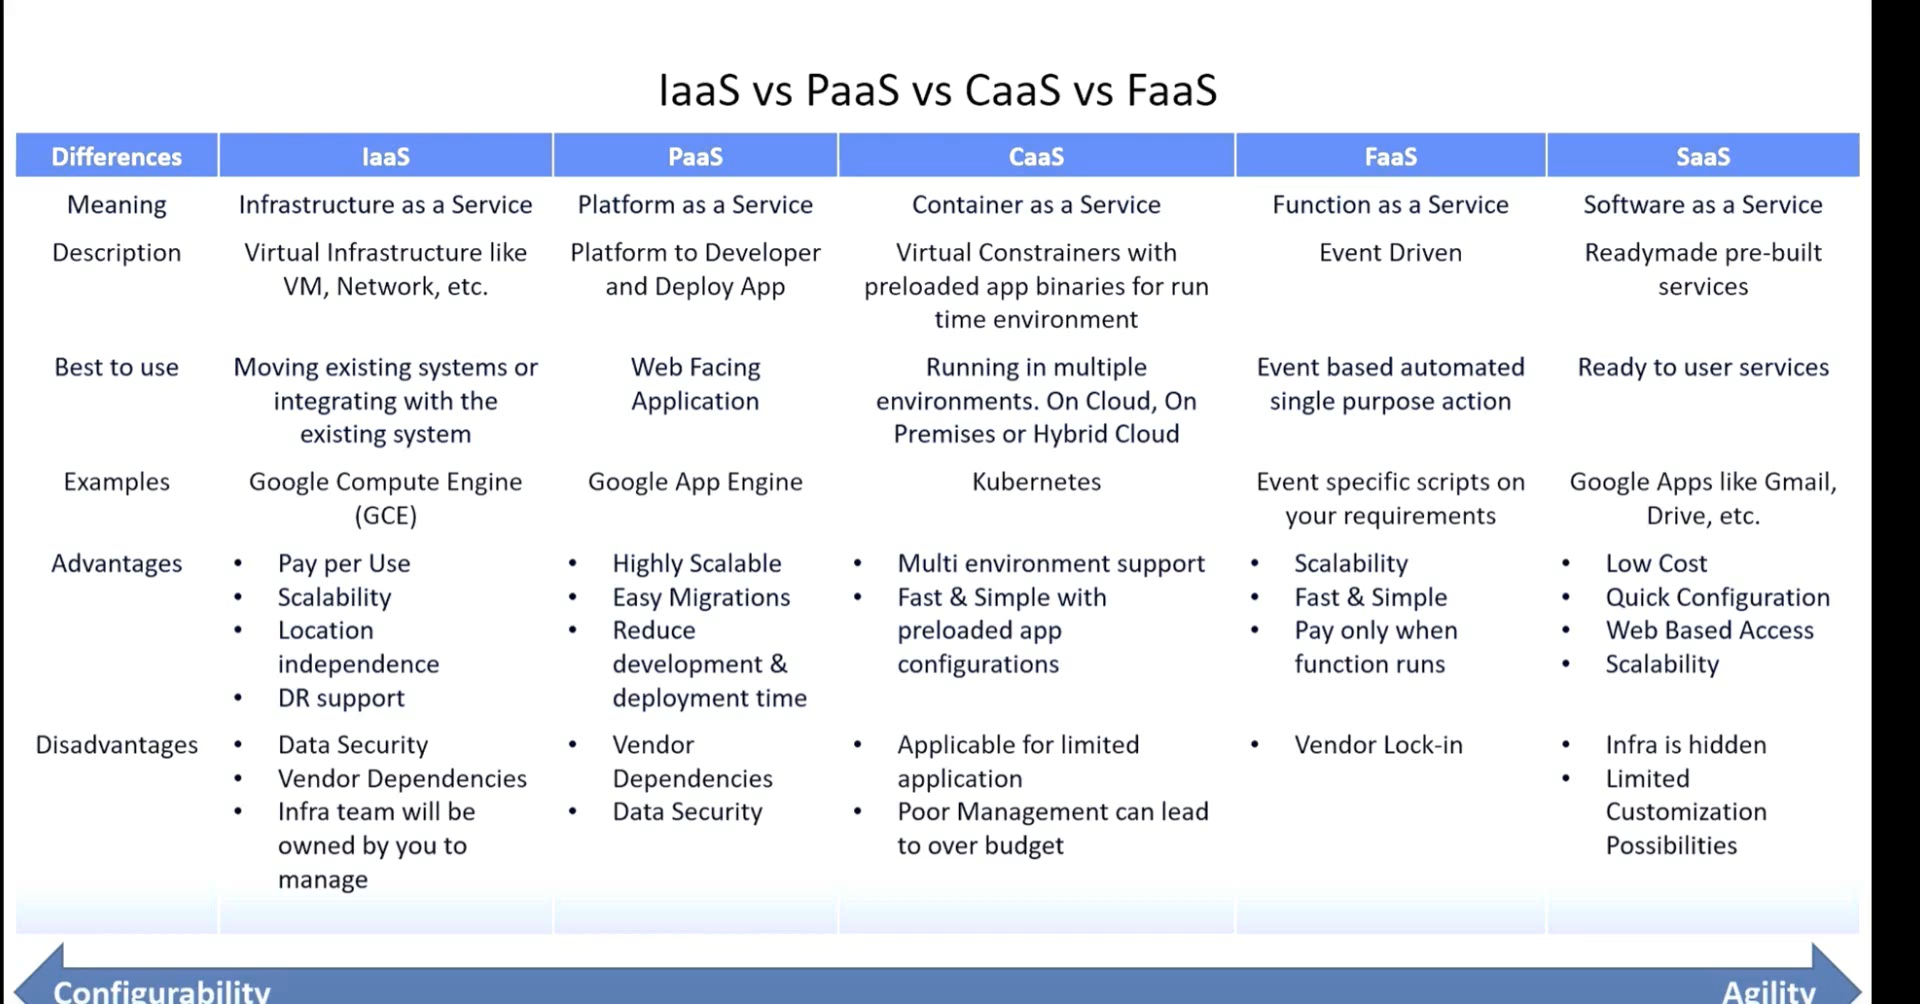 IaaS vs PaaS vs CaaS vs FaaS
Differences IaaS PaaS CaaS FaaS SaaS
Meaning
Infrastructure as a Service
Platform as a Service
Container as a Service
Function as a Service
Software as a Service
Description
Virtual Infrastructure like
VM, Network, etc.
Platform to Developer
and Deploy App
Virtual Constrainers with
preloaded app binaries for run
time environment
Event Driven
Readymade pre-built
services
Best to use
Moving existing systems or
integrating with the
existing system
Web Facing
Application
Running in multiple
environments. On Cloud, On
Premises or Hybrid Cloud
Event based automated
single purpose action
Ready to user services
Examples
Google Compute Engine
(GCE)
Google App Engine
Kubernetes
Event specific scripts on
your requirements
Google Apps like Gmail,
Drive, etc.
Advantages
• Pay per Use
• Scalability
• Location
independence
• DR support
• Highly Scalable
• Easy Migrations
• Reduce
development &
deployment time
• Multi environment support
• Fast & Simple with
preloaded app
configurations
• Scalability
• Fast & Simple
• Pay only when
function runs
• Low Cost
• Quick Configuration
• Web Based Access
• Scalability
Disadvantages
• Data Security
• Vendor Dependencies
• Infra team will be
owned by you to
manage
• Vendor
Dependencies
• Data Security
• Applicable for limited
application
• Poor Management can lead
to over budget
• Vendor Lock-in
• Infra is hidden
• Limited
Customization
Possibilities
Configurability
Agility